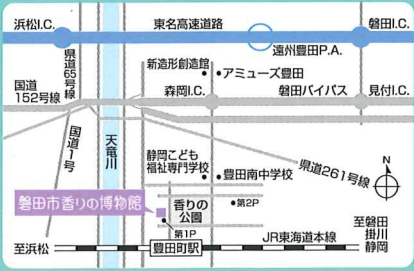 浜松I.C.
東名高速道路
磐田I.C.
県道65号線
遠州豊田P.A.
新造形創造館
アミューズ豊田
国道
152号線
森岡I.C.
磐田バイパス
見付I.C.
国道1号
天竜川
静岡こども
福祉専門学校
豊田南中学校
県道261号線
N
磐田市香りの博物館
香りの
公園
第2P
第1P
至磐田
掛川
静岡
至浜松
豊田町駅
JR東海道本線